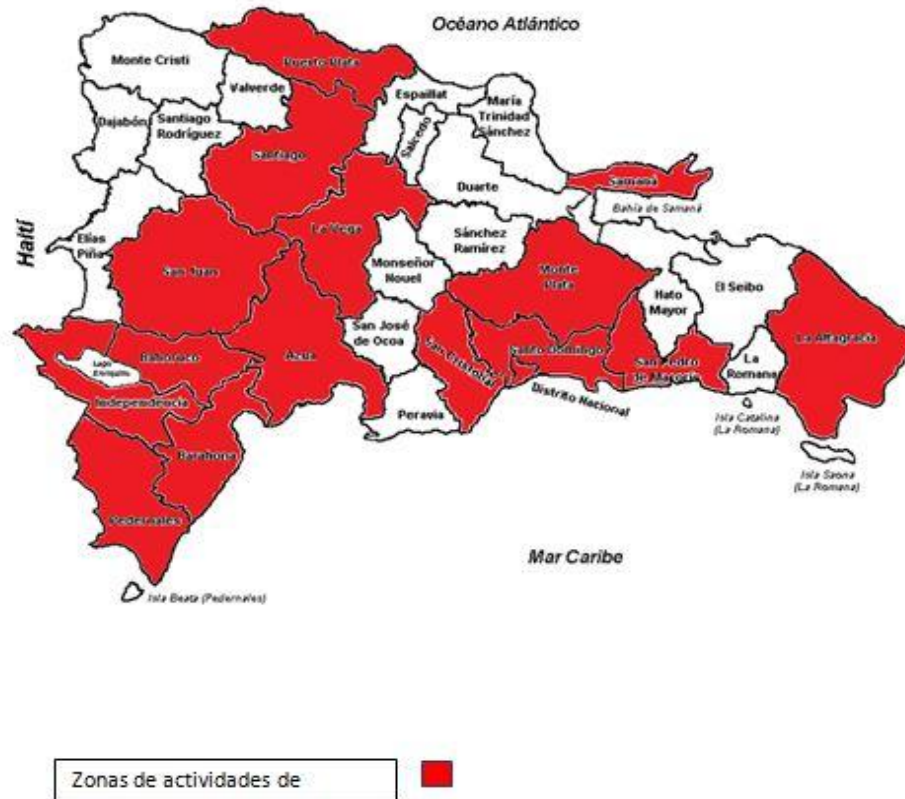 Océano Atlántico
Monte Cristi
Puerto Plata
Valverde
Espaillat
María
Trinidad
Sánchez
Dajabón
Santiago
Rodríguez
Salcedo
Santiago
Duarte
Samaná
Bahía de Samaná
Haití
Elías
Piña
La Vega
Sánchez
Ramírez
San Juan
Monseñor
Nouel
Monte
Plata
Hato
Mayor
El Seibo
San José
de Ocoa
La Altagracia
Lago
Enriquillo
Bahoruco
Azua
San Cristóbal
Santo Domingo
San Pedro
de Macorís
La
Romana
Independencia
Peravia
Distrito Nacional
Isla Catalina
(La Romana)
Barahona
Isla Saona
(La Romana)
Pedernales
Mar Caribe
Isla Beata (Pedernales)
Zonas de actividades de